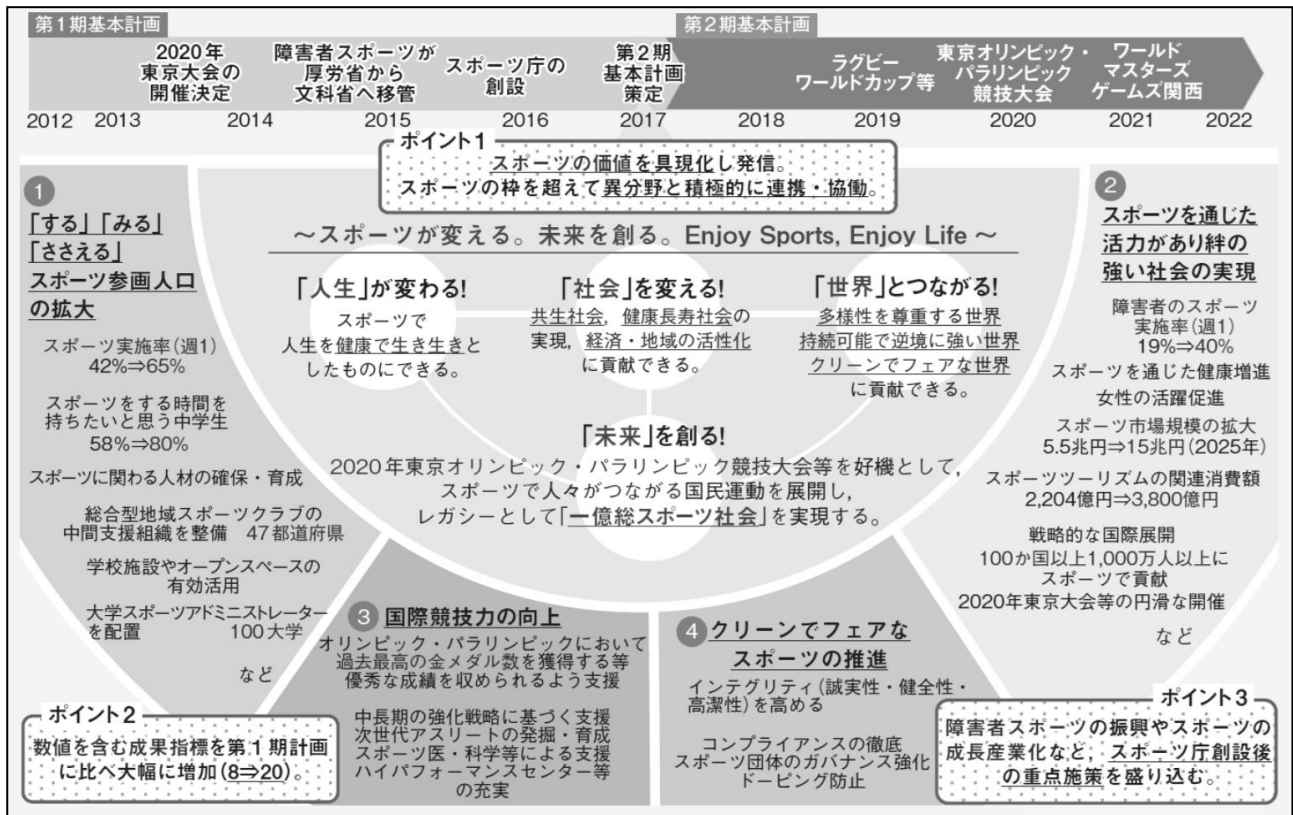 第1期基本計画
第2期基本計画
2020年
東京大会の
開催決定
障害者スポーツが
厚労省から
文科省へ移管
スポーツ庁の
創設
第2期
基本計画
策定
ラグビー
ワールドカップ等
東京オリンピック・
パラリンピック
競技大会
ワールド
マスターズ
ゲームズ関西
2012 2013 2014 2015 2016 2017 2018 2019 2020 2021 2022
ポイント1
スポーツの価値を具現化し発信。
スポーツの枠を超えて異分野と積極的に連携・協働。
～スポーツが変える。未来を創る。Enjoy Sports, Enjoy Life～
「人生」が変わる!
スポーツで
人生を健康で生き生きと
したものにできる。
「社会」を変える!
共生社会，健康長寿社会の
実現，経済・地域の活性化
に貢献できる。
「世界」とつながる!
多様性を尊重する世界
持続可能で逆境に強い世界
クリーンでフェアな世界
に貢献できる。
「未来」を創る!
2020年東京オリンピック・パラリンピック競技大会等を好機として，
スポーツで人々がつながる国民運動を展開し，
レガシーとして「一億総スポーツ社会」を実現する。
1
「する」「みる」
「ささえる」
スポーツ参画人口
の拡大
スポーツ実施率(週1)
42%⇒65%
スポーツをする時間を
持ちたいと思う中学生
58%⇒80%
スポーツに関わる人材の確保・育成
総合型地域スポーツクラブの
中間支援組織を整備 47都道府県
学校施設やオープンスペースの
有効活用
大学スポーツアドミニストレーター
を配置 100大学
など
2
スポーツを通じた
活力があり絆の
強い社会の実現
障害者のスポーツ
実施率(週1)
19%⇒40%
スポーツを通じた健康増進
女性の活躍促進
スポーツ市場規模の拡大
5.5兆円⇒15兆円(2025年)
スポーツツーリズムの関連消費額
2,204億円⇒3,800億円
戦略的な国際展開
100か国以上1,000万人以上に
スポーツで貢献
2020年東京大会等の円滑な開催
など
3 国際競技力の向上
オリンピック・パラリンピックにおいて
過去最高の金メダル数を獲得する等
優秀な成績を収められるよう支援
中長期の強化戦略に基づく支援
次世代アスリートの発掘・育成
スポーツ医・科学等による支援
ハイパフォーマンスセンター等
の充実
4 クリーンでフェアな
スポーツの推進
インテグリティ(誠実性・健全性・
高潔性)を高める
コンプライアンスの徹底
スポーツ団体のガバナンス強化
ドーピング防止
ポイント2
数値を含む成果指標を第1期計画
に比べ大幅に増加(8⇒20)。
ポイント3
障害者スポーツの振興やスポーツの
成長産業化など，スポーツ庁創設後
の重点施策を盛り込む。